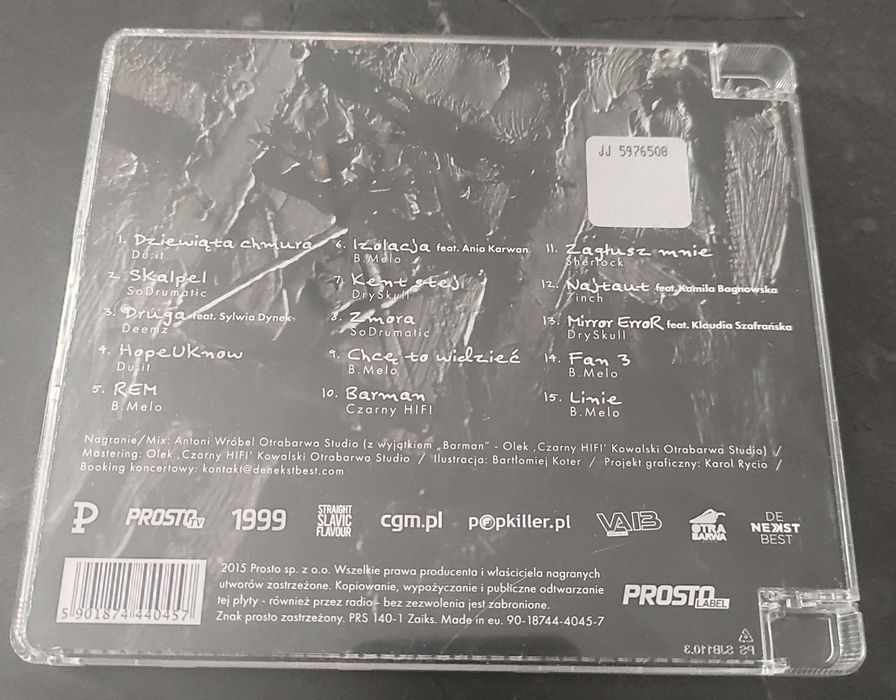 JJ 5976508
1. Dziewiąta chmura
Du:it
2. Skalpel
SoDrumatic
3. Druga feat. Sylwia Dynek
Deemz
4. HopeUKnow
Du:it
5. REM
B.Melo
6. Izolacja feat. Ania Karwan
B.Melo
7. Kent stej
DrySkull
8. Zmora
SoDrumatic
9. Chcę to widzieć
B.Melo
10. Barman
Czarny HIFI
11. Zagłusz mnie
Sherlock
12. Najtaut feat. Kamila Bagnowska
7inch
13. Mirror ErroR feat. Klaudia Szafrańska
DrySkull
14. Fan 3
B.Melo
15. Linie
B.Melo
Nagranie/Mix: Antoni Wróbel Otrabarwa Studio (z wyjątkiem „Barman" - Olek ‚Czarny HIFI' Kowalski Otrabarwa Studio) /
Mastering: Olek ‚Czarny HIFI' Kowalski Otrabarwa Studio / Ilustracja: Bartłomiej Koter / Projekt graficzny: Karol Rycio /
Booking koncertowy: kontakt@denekstbest.com
P PROSTO TV 1999 STRAIGHT SLAVIC FLAVOUR cgm.pl popkiller.pl VAIB OTRA BARWA DE NEKST BEST
2015 Prosto sp. z o.o. Wszelkie prawa producenta i właściciela nagranych
utworów zastrzeżone. Kopiowanie, wypożyczanie i publiczne odtwarzanie
tej płyty - również przez radio - bez zezwolenia jest zabronione.
Znak prosto zastrzeżony. PRS 140-1 Zaiks. Made in eu. 90-18744-4045-7
PROSTO LABEL
5 901874 440457
PS SJB110.3